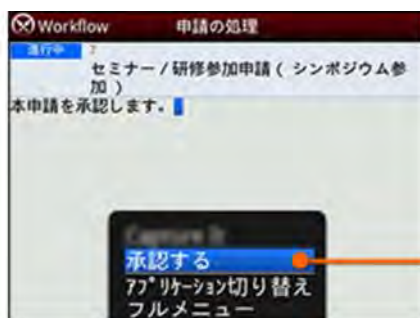 Workflow 申請の処理
進行中 7
セミナー / 研修参加申請 ( シンポジウム参
加 )
本申請を承認します。
承認する
ｱﾌﾟﾘｹｰｼｮﾝ切り替え
フルメニュー